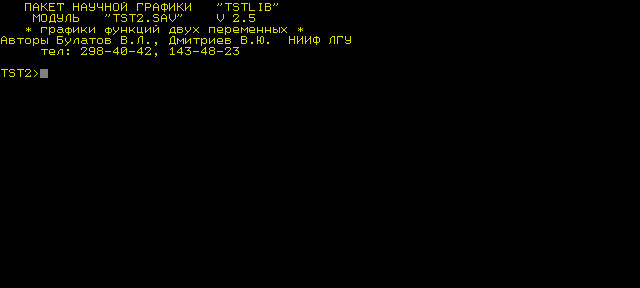 ПАКЕТ НАУЧНОЙ ГРАФИКИ   "TSTLIB"
МОДУЛЬ   "TST2.SAV"    V 2.5
* графики функций двух переменных *
Авторы Булатов В.Л., Дмитриев В.Ю.  НИИФ ЛГУ
тел: 298-40-42, 143-48-23
TST2>